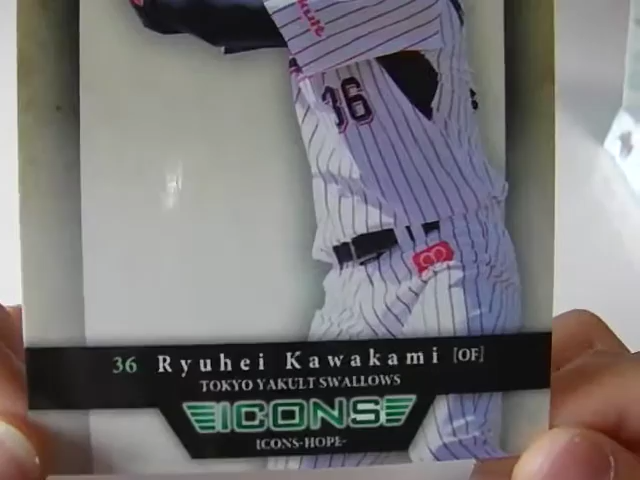 36
36 Ryuhei Kawakami [OF]
TOKYO YAKULT SWALLOWS
ICONS
ICONS-HOPE-